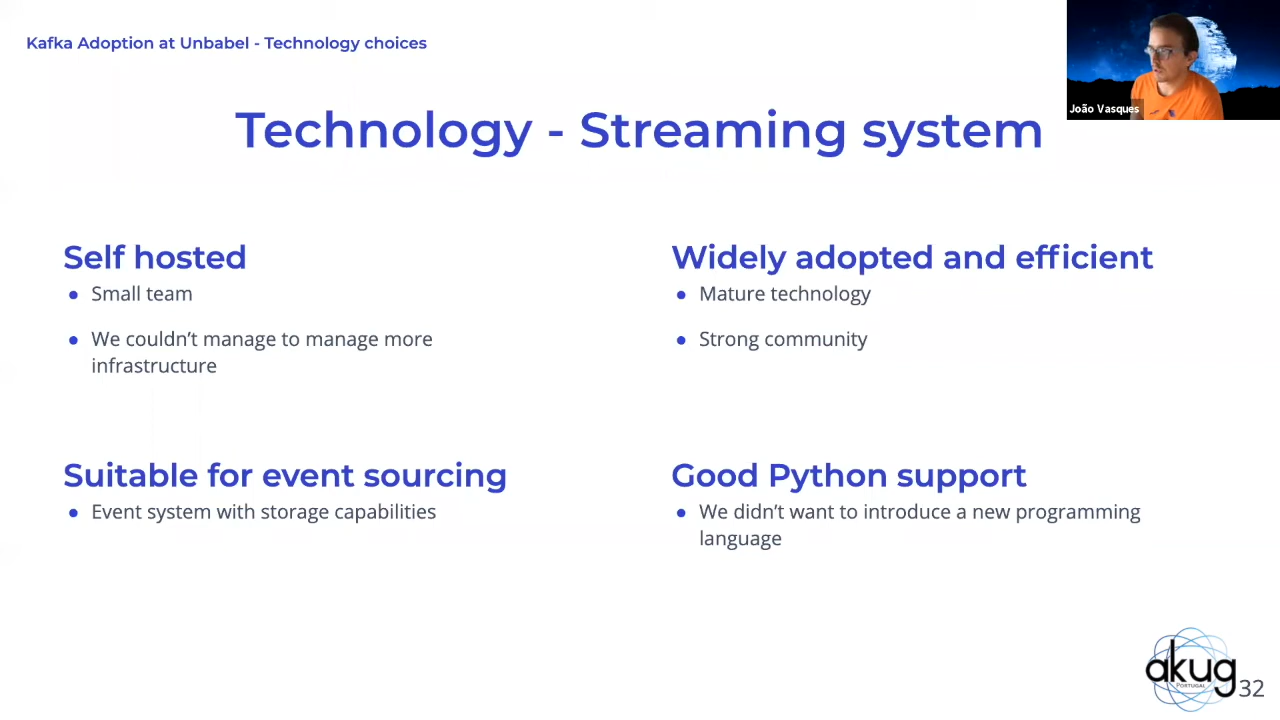 Kafka Adoption at Unbabel - Technology choices
João Vasques
Technology - Streaming system
Self hosted
● Small team
● We couldn’t manage to manage more
infrastructure
Widely adopted and efficient
● Mature technology
● Strong community
Suitable for event sourcing
● Event system with storage capabilities
Good Python support
● We didn’t want to introduce a new programming
language
akug
PORTUGAL
32